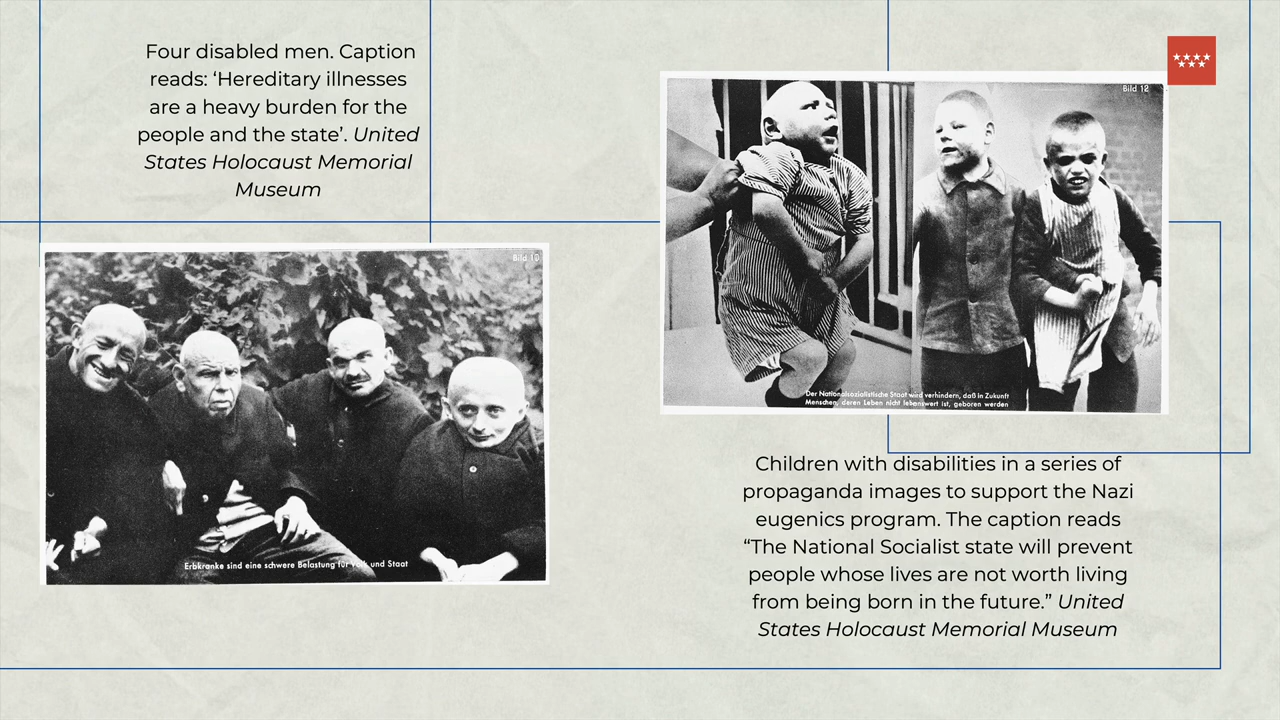 Four disabled men. Caption
reads: ‘Hereditary illnesses
are a heavy burden for the
people and the state’. United
States Holocaust Memorial
Museum
Bild 10
Erbkranke sind eine schwere Belastung für Volk und Staat
Bild 12
Der Nationalsozialistische Staat wird verhindern, daß in Zukunft
Menschen, deren Leben nicht lebenswert ist, geboren werden
Children with disabilities in a series of
propaganda images to support the Nazi
eugenics program. The caption reads
“The National Socialist state will prevent
people whose lives are not worth living
from being born in the future.” United
States Holocaust Memorial Museum